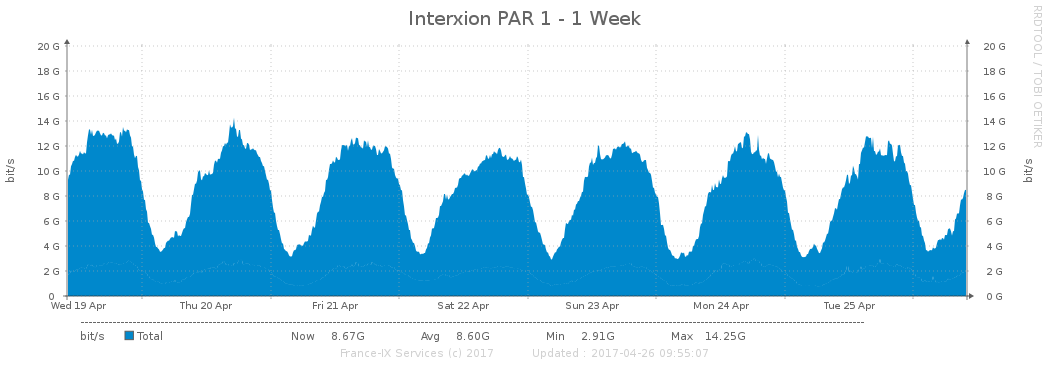 Interxion PAR 1 - 1 Week
RRDTOOL / TOBI OETIKER
bit/s
20 G 20 G
18 G 18 G
16 G 16 G
14 G 14 G
12 G 12 G
10 G 10 G
8 G 8 G
6 G 6 G
4 G 4 G
2 G 2 G
0 0 G
bit/s
Wed 19 Apr Thu 20 Apr Fri 21 Apr Sat 22 Apr Sun 23 Apr Mon 24 Apr Tue 25 Apr
bit/s Total Now 8.67G Avg 8.60G Min 2.91G Max 14.25G
France-IX Services (c) 2017 Updated : 2017-04-26 09:55:07